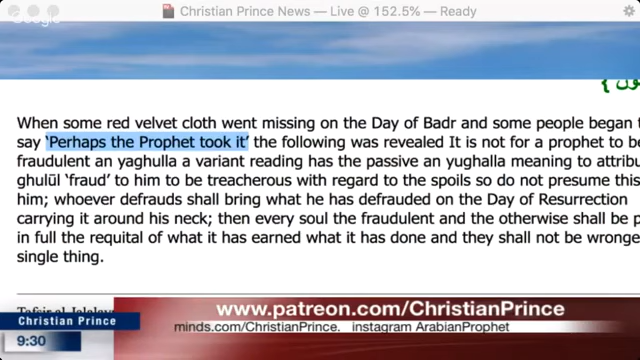 Christian Prince News — Live @ 152.5% — Ready
Google
When some red velvet cloth went missing on the Day of Badr and some people began
say ‘Perhaps the Prophet took it’ the following was revealed It is not for a prophet to be
fraudulent an yaghulla a variant reading has the passive an yughalla meaning to
ghulūl ‘fraud’ to him to be treacherous with regard to the spoils so do not presume this
him; whoever defrauds shall bring what he has defrauded on the Day of Resurrection
carrying it around his neck; then every soul the fraudulent and the otherwise shall be
in full the requital of what it has earned what it has done and they shall not be
single thing.
www.patreon.com/ChristianPrince
Christian Prince
minds.com/ChristianPrince. instagram ArabianProphet
9:30